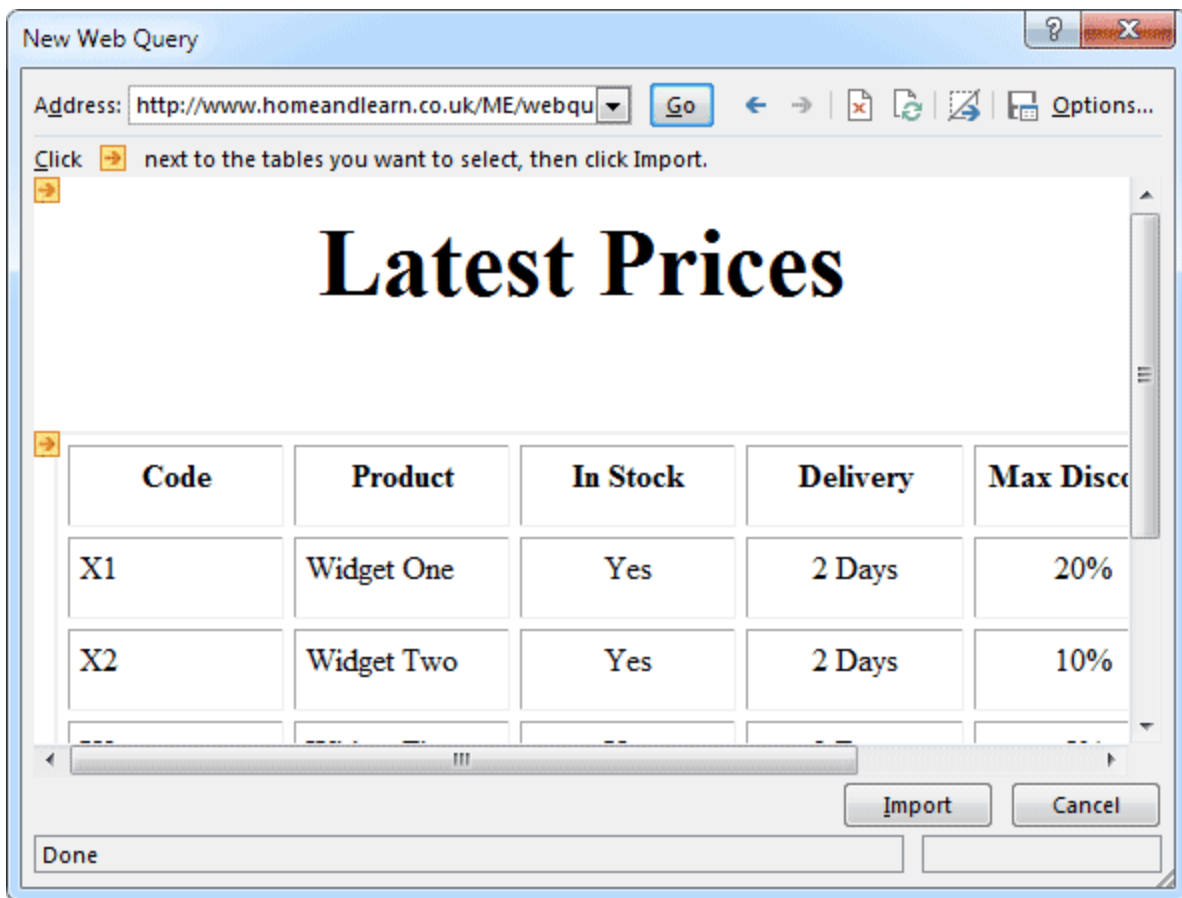 New Web Query
Address: http://www.homeandlearn.co.uk/ME/webqu Go Options...
Click next to the tables you want to select, then click Import.
Latest Prices
Code Product In Stock Delivery Max Disco
X1 Widget One Yes 2 Days 20%
X2 Widget Two Yes 2 Days 10%
Import Cancel
Done